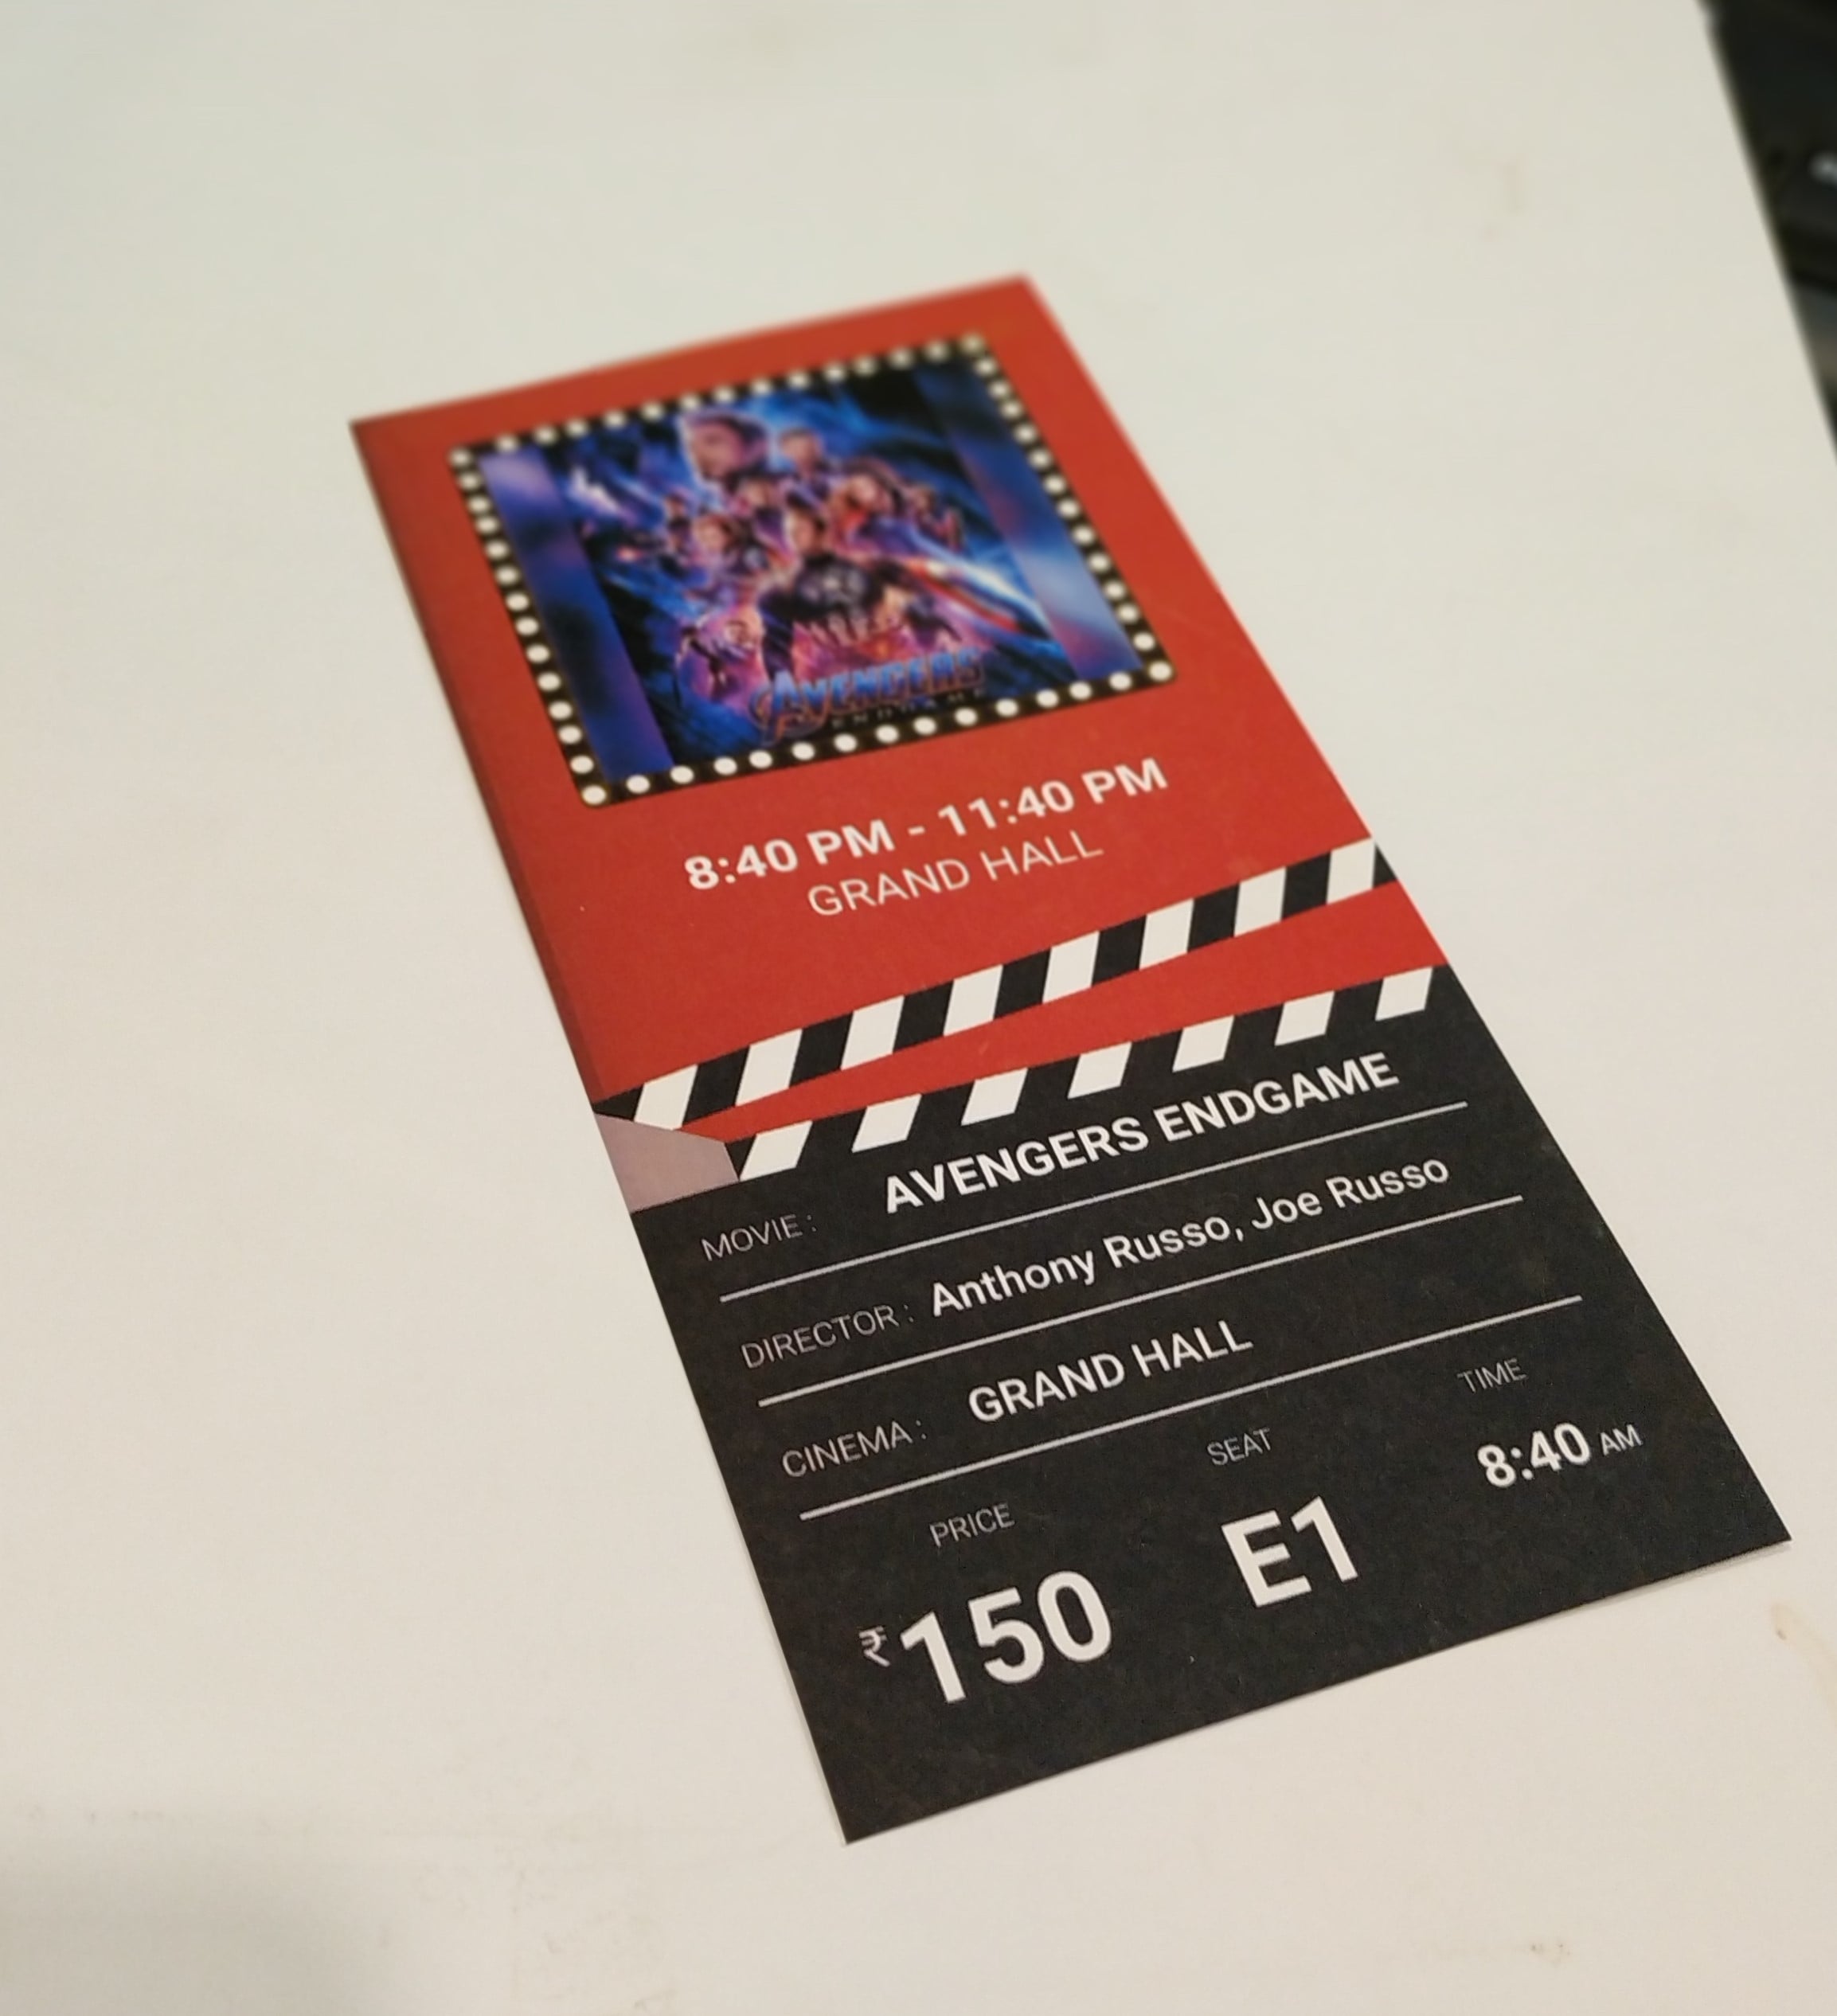 AVENGERS
ENDGAME
8:40 PM - 11:40 PM
GRAND HALL
MOVIE : AVENGERS ENDGAME
DIRECTOR : Anthony Russo, Joe Russo
CINEMA : GRAND HALL
PRICE SEAT TIME
₹150 E1 8:40 AM